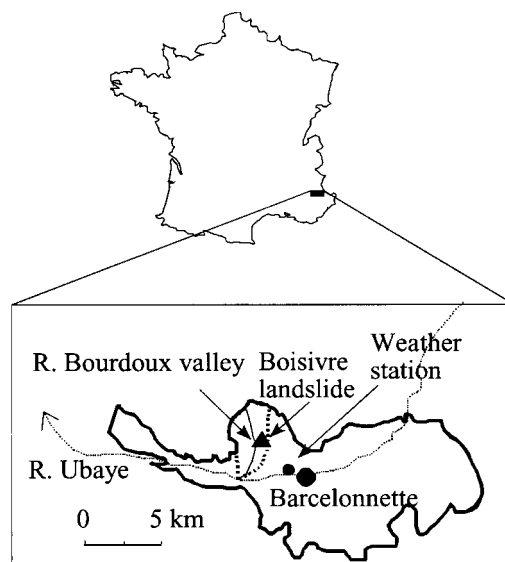 Weather
station
R. Bourdoux valley
Boisivre
landslide
R. Ubaye
Barcelonnette
0 5 km